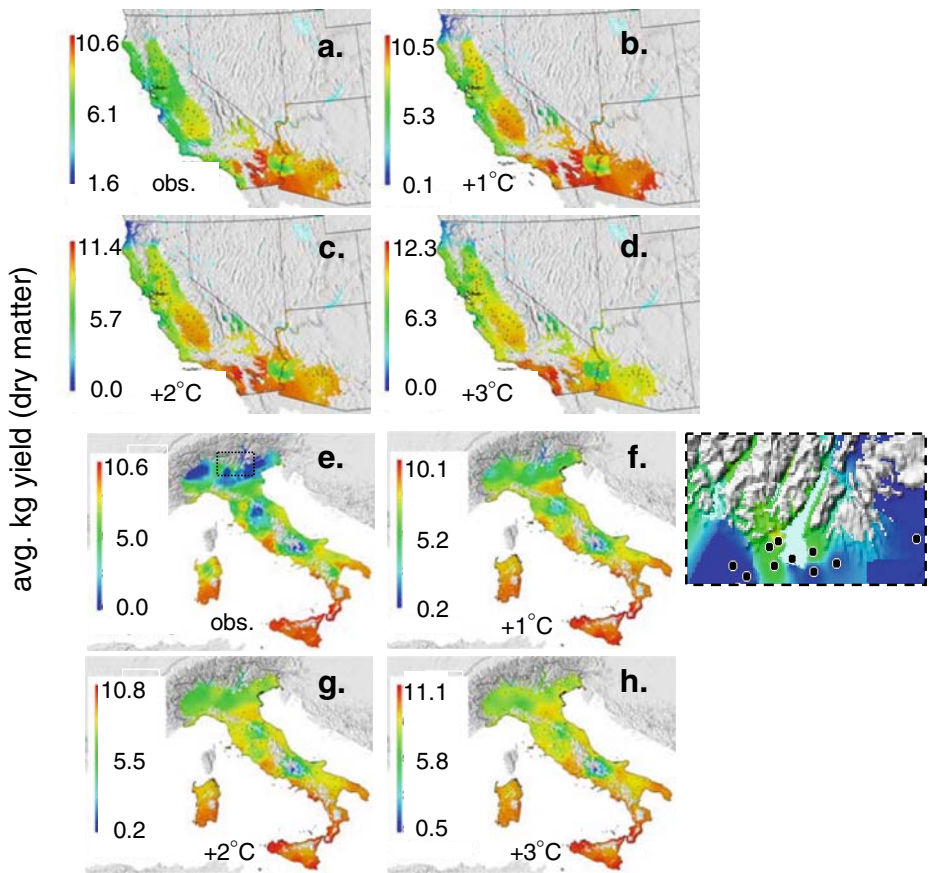 avg. kg yield (dry matter)
a.
10.6
6.1
1.6
obs.
b.
10.5
5.3
0.1
+1°C
c.
11.4
5.7
0.0
+2°C
d.
12.3
6.3
0.0
+3°C
e.
10.6
5.0
0.0
obs.
f.
10.1
5.2
0.2
+1°C
g.
10.8
5.5
0.2
+2°C
h.
11.1
5.8
0.5
+3°C